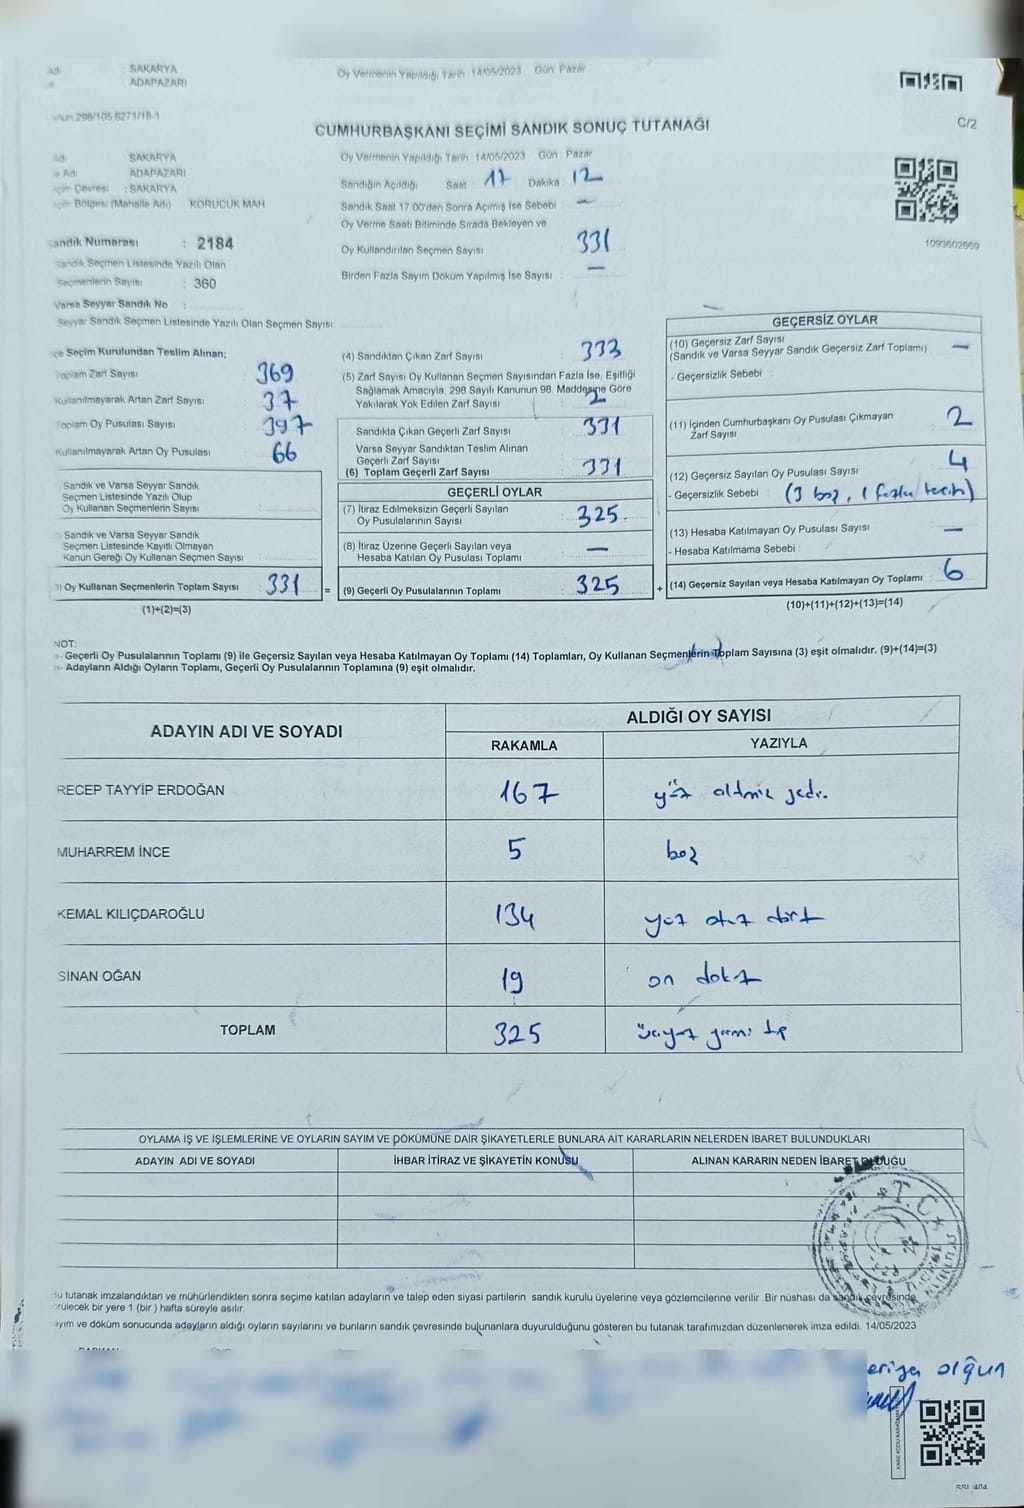 SAKARYA
ADAPAZARI
Oy Vermenin Yapıldığı Tarih 14/05/2023 Gün: Pazar
298/105.6271/16-1
CUMHURBAŞKANI SEÇİMİ SANDIK SONUÇ TUTANAĞI
C/2
Adı SAKARYA
e Adı ADAPAZARI
çim Çevresi : SAKARYA
çim Bölgesi (Mahalle Adı) KORUCUK MAH
Oy Vermenin Yapıldığı Tarih : 14/05/2023 Gün : Pazar
Sandığın Açıldığı Saat 17 Dakika 12
Sandık Saat 17:00'den Sonra Açımış İse Sebebi : -
Oy Verme Saati Bitiminde Sırada Bekleyen ve
Oy Kullandırılan Seçmen Sayısı : 331
Birden Fazla Sayım Döküm Yapılmış İse Sayısı : -
1093602669
Sandık Numarası : 2184
Sandık Seçmen Listesinde Yazılı Olan
Seçmenlerin Sayısı : 360
Varsa Seyyar Sandık No :
Seyyar Sandık Seçmen Listesinde Yazılı Olan Seçmen Sayısı
çe Seçim Kurulundan Teslim Alınan;
Toplam Zarf Sayısı 369
Kullanılmayarak Artan Zarf Sayısı : 37
Toplam Oy Pusulası Sayısı : 397
Kullanılmayarak Artan Oy Pusulası 66
Sandık ve Varsa Seyyar Sandık
Seçmen Listesinde Yazılı Olup
Oy Kullanan Seçmenlerin Sayısı
Sandık ve Varsa Seyyar Sandık
Seçmen Listesinde Kayıtlı Olmayan
Kanun Gereği Oy Kullanan Seçmen Sayısı
) Oy Kullanan Seçmenlerin Toplam Sayısı : 331
(1)+(2)=(3)
=
(4) Sandıktan Çıkan Zarf Sayısı 333
(5) Zarf Sayısı Oy Kullanan Seçmen Sayısından Fazla İse, Eşitliği
Sağlamak Amacıyla, 298 Sayılı Kanunun 98. Maddesine Göre
Yakılarak Yok Edilen Zarf Sayısı 2
Sandıkta Çıkan Geçerli Zarf Sayısı : 331
Varsa Seyyar Sandıktan Teslim Alınan
Geçerli Zarf Sayısı
(6) Toplam Geçerli Zarf Sayısı : 331
GEÇERLİ OYLAR
(7) İtiraz Edilmeksizin Geçerli Sayılan
Oy Pusulalarının Sayısı : 325
(8) İtiraz Üzerine Geçerli Sayılan veya
Hesaba Katılan Oy Pusulası Toplamı : -
(9) Geçerli Oy Pusulalarının Toplamı : 325
+
GEÇERSİZ OYLAR
(10) Geçersiz Zarf Sayısı
(Sandık ve Varsa Seyyar Sandık Geçersiz Zarf Toplamı) : -
- Geçersizlik Sebebi :
(11) İçinden Cumhurbaşkanı Oy Pusulası Çıkmayan
Zarf Sayısı : 2
(12) Geçersiz Sayılan Oy Pusulası Sayısı : 4
- Geçersizlik Sebebi : (3 boş, 1 fazla tercih)
(13) Hesaba Katılmayan Oy Pusulası Sayısı : -
- Hesaba Katılmama Sebebi :
(14) Geçersiz Sayılan veya Hesaba Katılmayan Oy Toplamı : 6
(10)+(11)+(12)+(13)=(14)
NOT:
- Geçerli Oy Pusulalarının Toplamı (9) ile Geçersiz Sayılan veya Hesaba Katılmayan Oy Toplamı (14) Toplamları, Oy Kullanan Seçmenlerin Toplam Sayısına (3) eşit olmalıdır. (9)+(14)=(3)
- Adayların Aldığı Oyların Toplamı, Geçerli Oy Pusulalarının Toplamına (9) eşit olmalıdır.
ADAYIN ADI VE SOYADI ALDIĞI OY SAYISI
RAKAMLA YAZIYLA
RECEP TAYYİP ERDOĞAN 167 yüz altmış yedi.
MUHARREM İNCE 5 beş
KEMAL KILIÇDAROĞLU 134 yüz otuz dört
SİNAN OĞAN 19 on dokuz
TOPLAM 325 üçyüz yirmi beş
OYLAMA İŞ VE İŞLEMLERİNE VE OYLARIN SAYIM VE DÖKÜMÜNE DAİR ŞİKAYETLERLE BUNLARA AİT KARARLARIN NELERDEN İBARET BULUNDUKLARI
ADAYIN ADI VE SOYADI İHBAR İTİRAZ VE ŞİKAYETİN KONUSU ALINAN KARARIN NEDEN İBARET OLDUĞU
T.C.
Bu tutanak imzalandıktan ve mühürlendikten sonra seçime katılan adayların ve talep eden siyasi partilerin sandık kurulu üyelerine veya gözlemcilerine verilir. Bir nüshası da sandık çevresinde
örülecek bir yere 1 (bir) hafta süreyle asılır.
ayım ve döküm sonucunda adayların aldığı oyların sayılarını ve bunların sandık çevresinde bulunanlara duyurulduğunu gösteren bu tutanak tarafımızdan düzenlenerek imza edildi. 14/05/2023
olğun